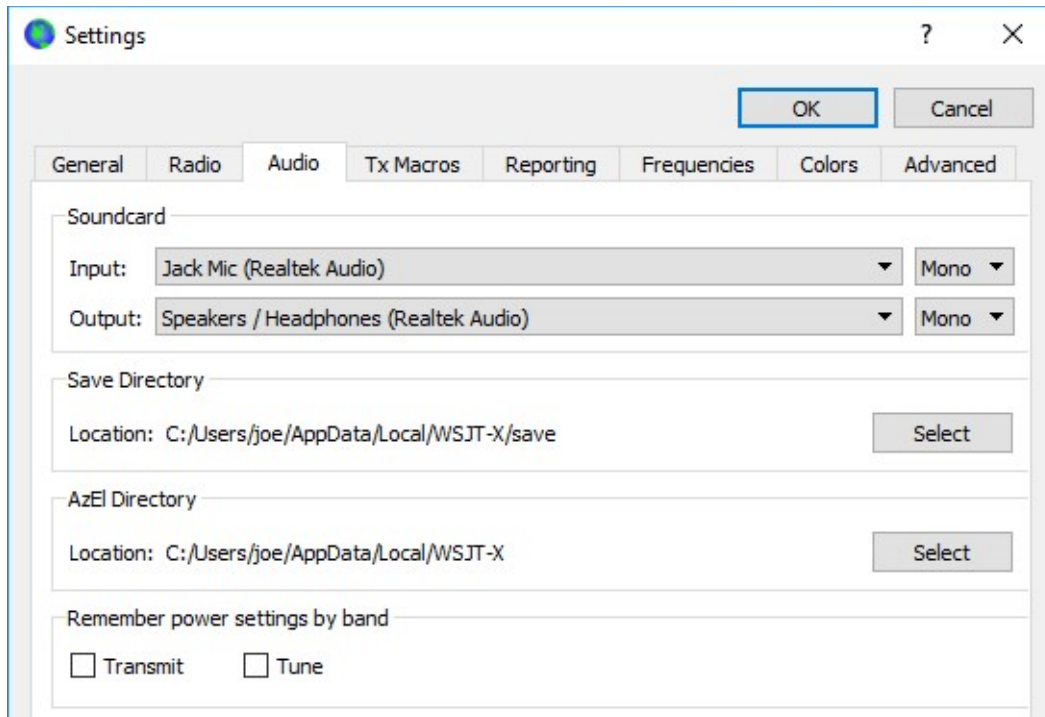 Settings ?
OK Cancel
General Radio Audio Tx Macros Reporting Frequencies Colors Advanced
Soundcard
Input: Jack Mic (Realtek Audio) Mono
Output: Speakers / Headphones (Realtek Audio) Mono
Save Directory
Location: C:/Users/joe/AppData/Local/WSJT-X/save Select
AzEl Directory
Location: C:/Users/joe/AppData/Local/WSJT-X Select
Remember power settings by band
Transmit Tune